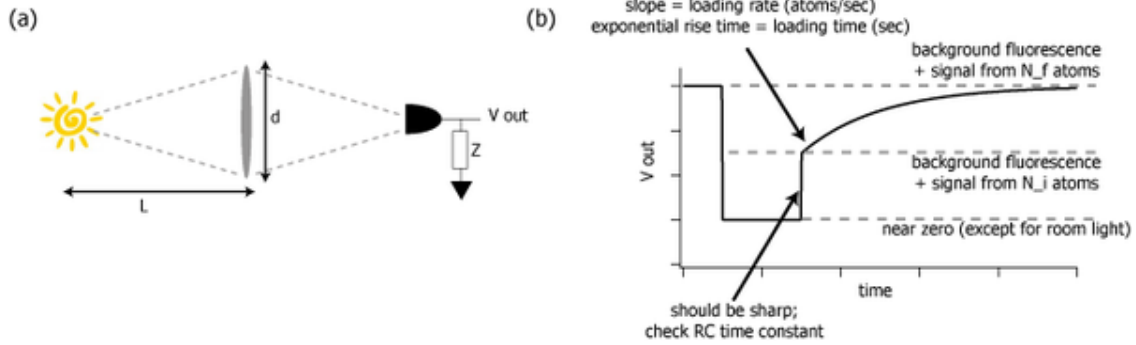 (a)
d
L
V out
Z
(b)
slope = loading rate (atoms/sec)
exponential rise time = loading time (sec)
background fluorescence
+ signal from N_f atoms
V out
background fluorescence
+ signal from N_i atoms
near zero (except for room light)
time
should be sharp;
check RC time constant